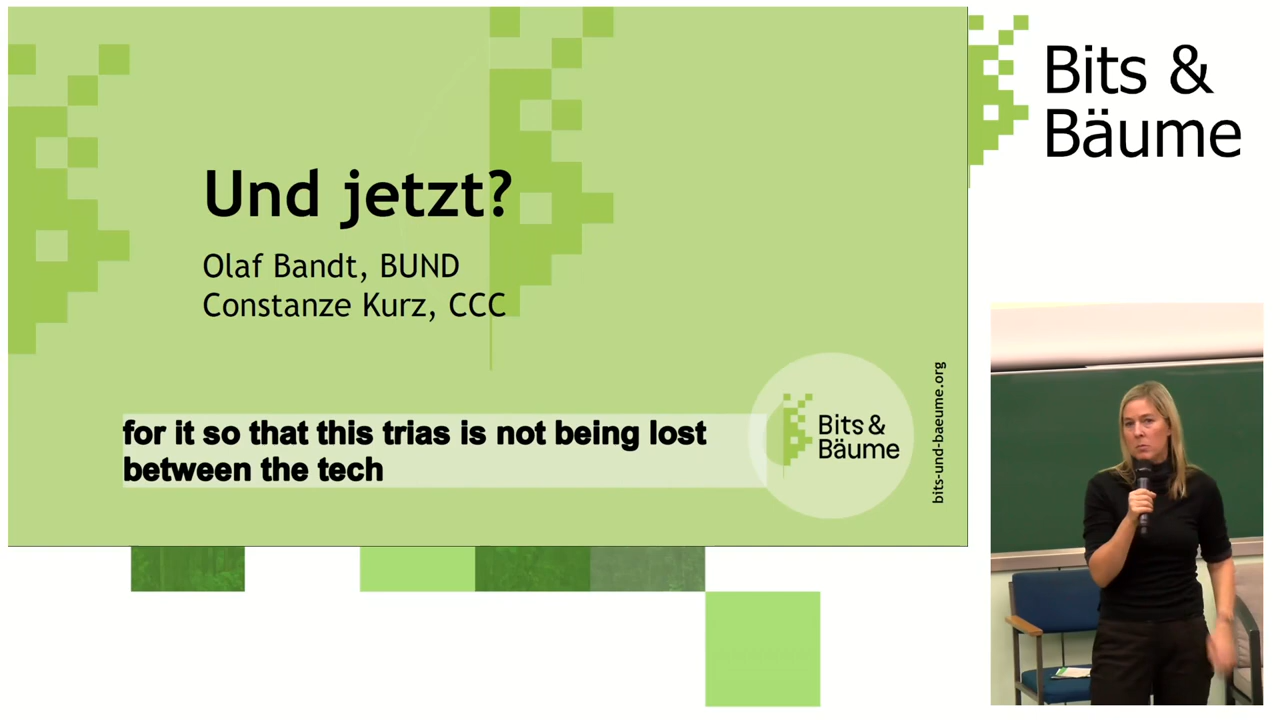 Bits &
Bäume
Und jetzt?
Olaf Bandt, BUND
Constanze Kurz, CCC
for it so that this trias is not being lost
between the tech
Bits &
Bäume
bits-und-baeume.org